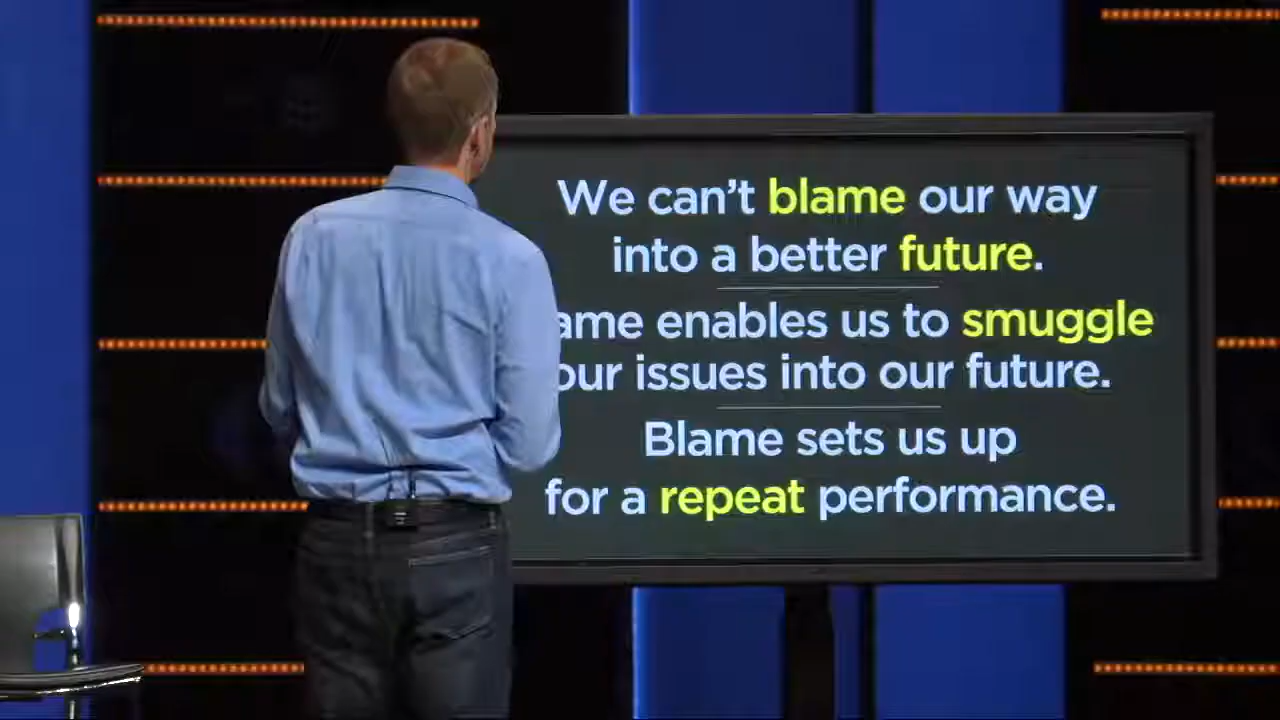 We can't blame our way
into a better future.
ame enables us to smuggle
our issues into our future.
Blame sets us up
for a repeat performance.